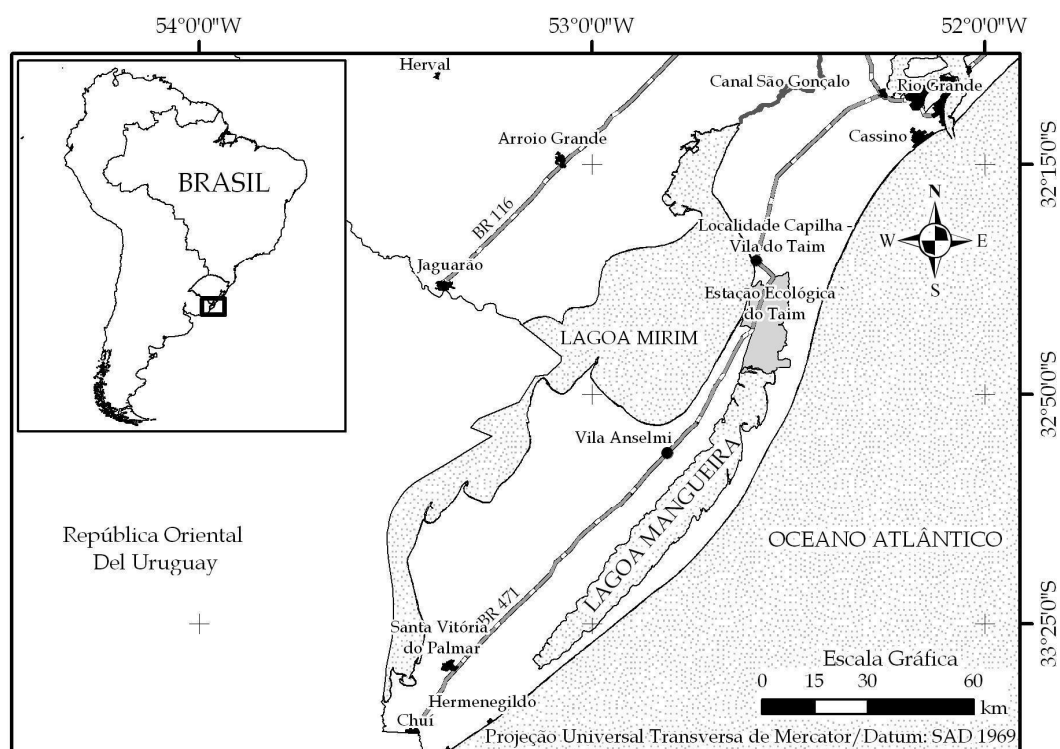 54°0'0"W
53°0'0"W
52°0'0"W
Herval
Canal São Gonçalo
Rio Grande
Arroio Grande
Cassino
32°15'0"S
BRASIL
BR 116
N
W
E
S
Localidade Capilha -
Vila do Taim
Jaguarão
Estação Ecológica
do Taim
LAGOA MIRIM
32°50'0"S
Vila Anselmi
LAGOA MANGUEIRA
República Oriental
Del Uruguay
OCEANO ATLÂNTICO
BR 471
33°25'0"S
Santa Vitória
do Palmar
Escala Gráfica
0 15 30 60
km
Hermenegildo
Chuí
Projeção Universal Transversa de Mercator/Datum: SAD 1969